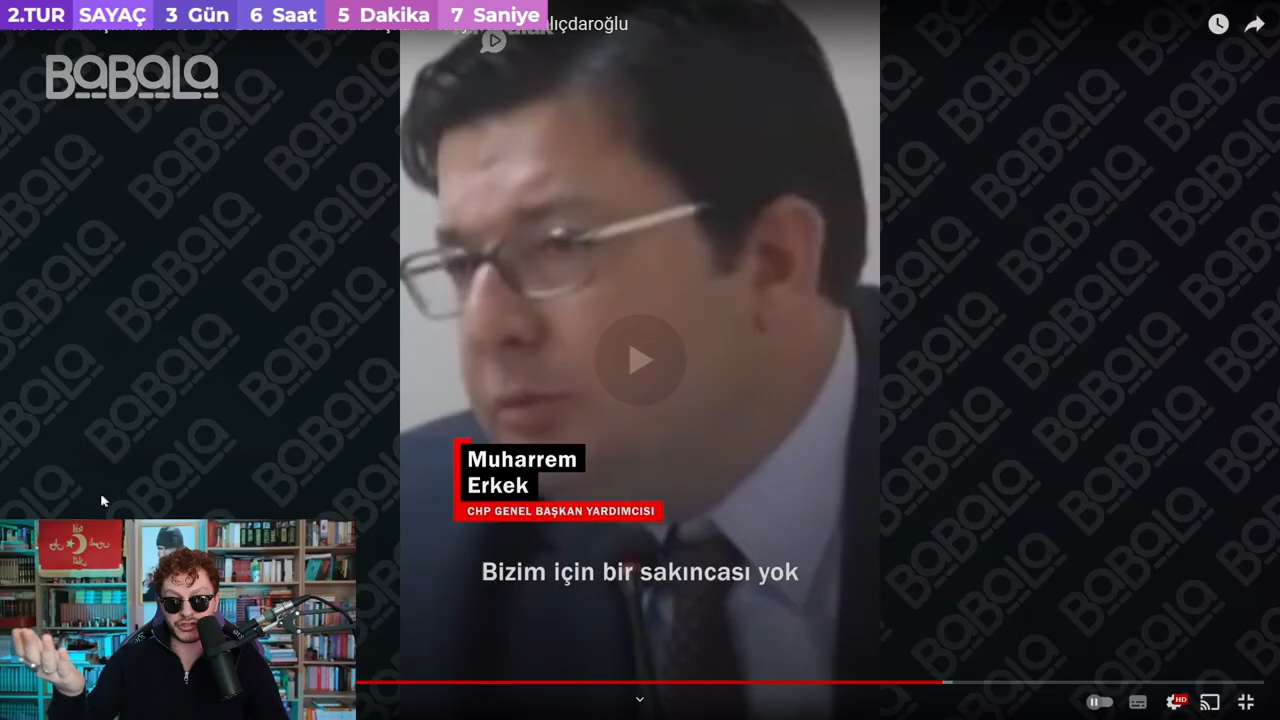 2.TUR SAYAÇ 3 Gün 6 Saat 5 Dakika 7 Saniye
lıçdaroğlu
BaBaLa
Muharrem
Erkek
CHP GENEL BAŞKAN YARDIMCISI
Bizim için bir sakıncası yok
HD